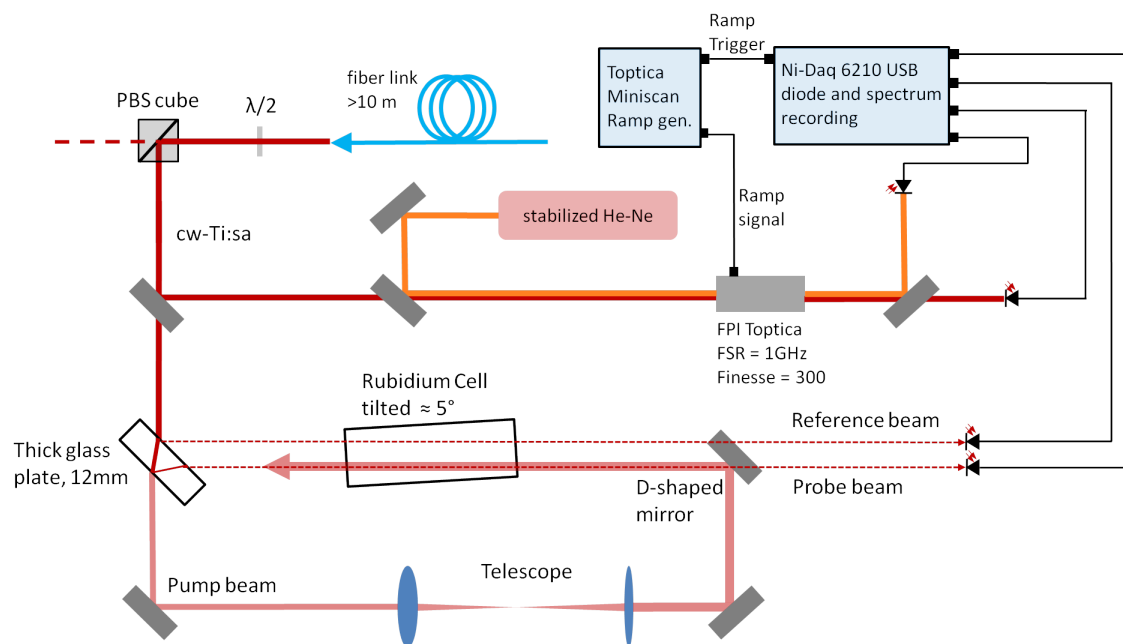 Ramp
Trigger
Toptica
Miniscan
Ramp gen.
Ni-Daq 6210 USB
diode and spectrum
recording
fiber link
>10 m
PBS cube
λ/2
Ramp
signal
stabilized He-Ne
cw-Ti:sa
FPI Toptica
FSR = 1GHz
Finesse = 300
Rubidium Cell
tilted ≈ 5°
Reference beam
Thick glass
plate, 12mm
Probe beam
D-shaped
mirror
Pump beam
Telescope